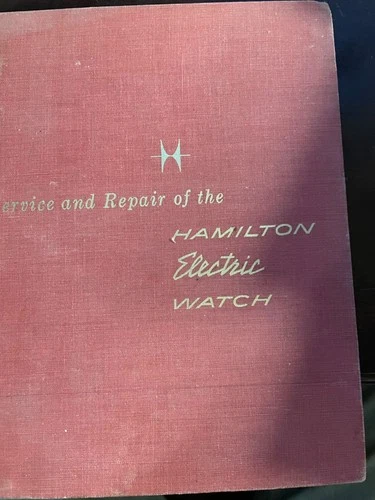 ervice and Repair of the
HAMILTON
Electric
WATCH